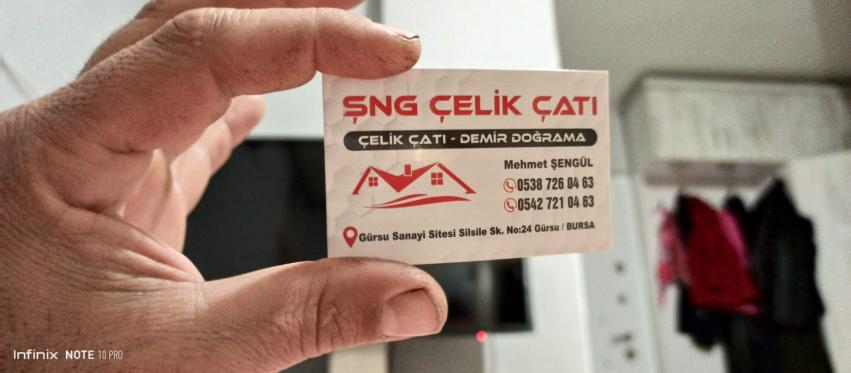 ŞNG ÇELİK ÇATI
ÇELİK ÇATI - DEMİR DOĞRAMA
Mehmet ŞENGÜL
0538 726 04 63
0542 721 04 63
Gürsu Sanayi Sitesi Silsile Sk. No:24 Gürsu / BURSA
Infinix NOTE 10 PRO